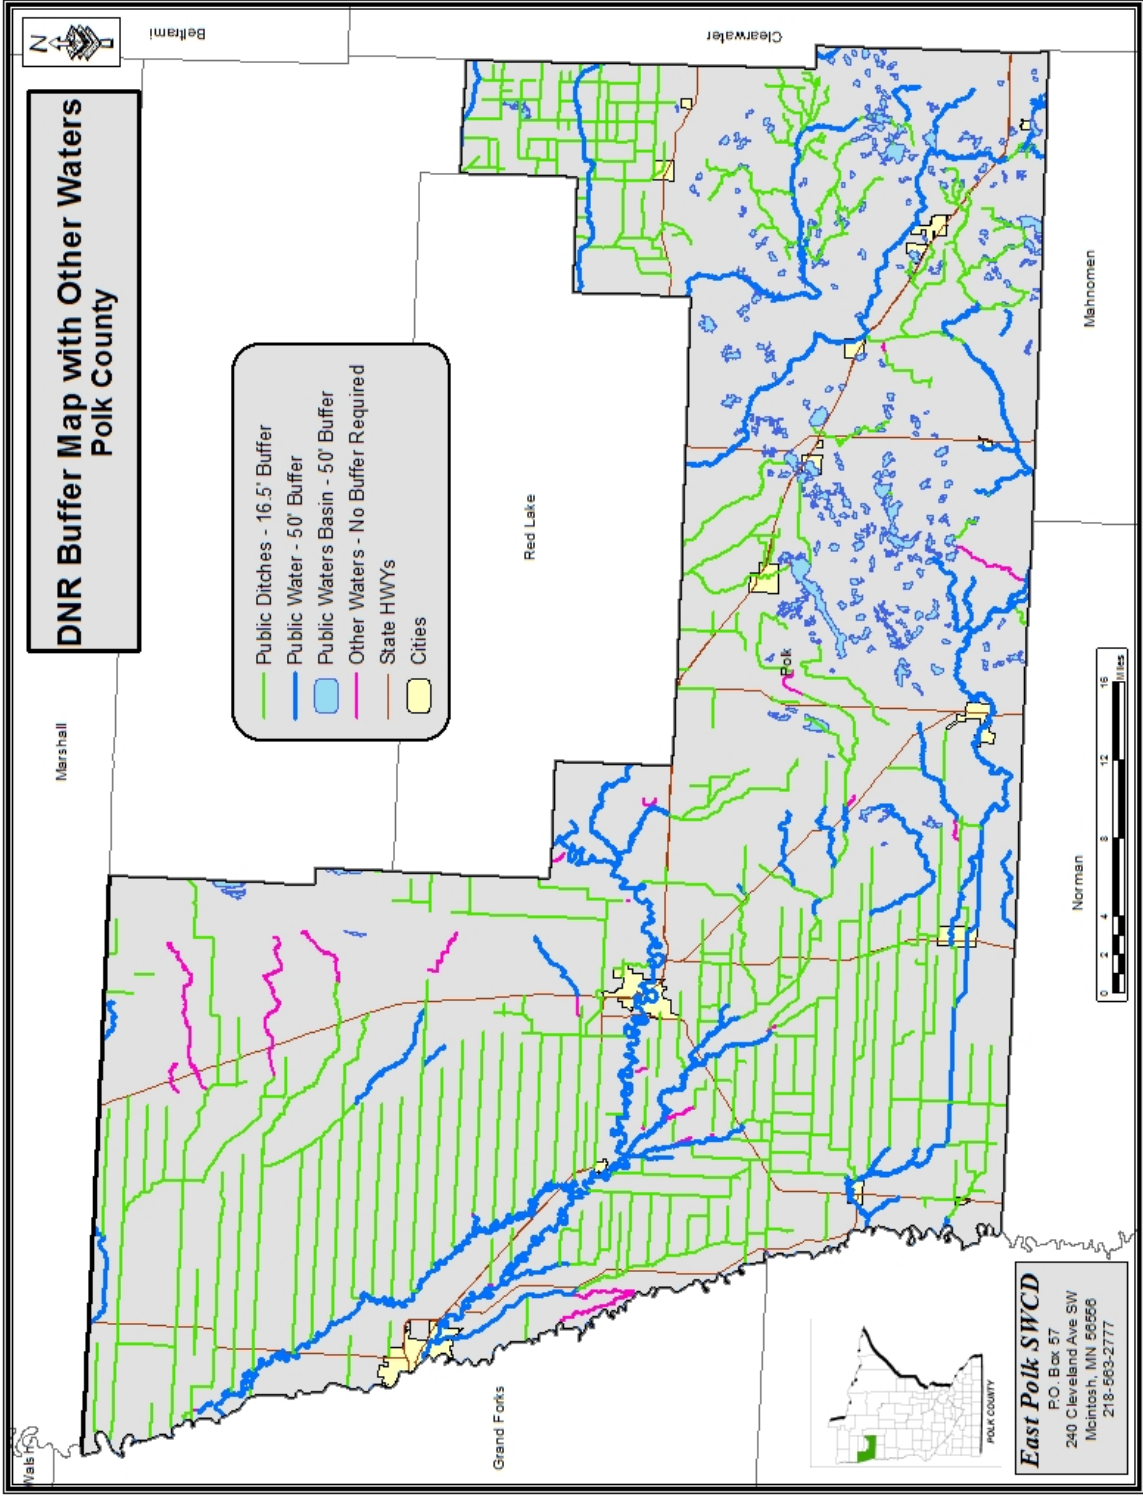 DNR Buffer Map with Other Waters
Polk County
N
Beltrami
Clearwater
Marshall
Public Ditches - 16.5' Buffer
Public Water - 50' Buffer
Public Waters Basin - 50' Buffer
Other Waters - No Buffer Required
State HWYs
Cities
Red Lake
Polk
Mahnomen
Norman
Walsh
Grand Forks
0 2 4 8 12 16
Miles
POLK COUNTY
East Polk SWCD
P.O. Box 57
240 Cleveland Ave SW
Mcintosh, MN 56556
218-563-2777